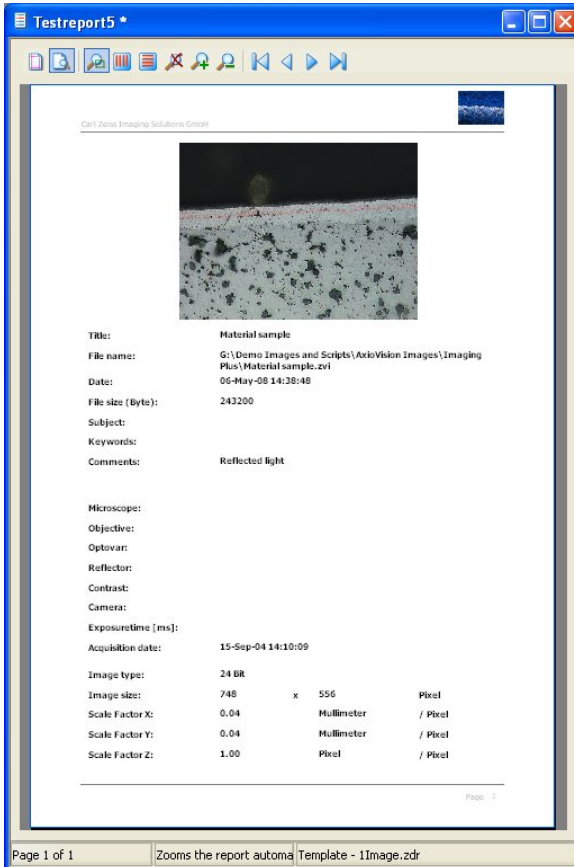 Testreport5 *
Carl Zeiss Imaging Solutions GmbH
Title: Material sample
File name: G:\Demo Images and Scripts\AxioVision Images\Imaging
Plus\Material sample.zvi
Date: 06-May-08 14:38:48
File size (Byte): 243200
Subject:
Keywords:
Comments: Reflected light
Microscope:
Objective:
Optovar:
Reflector:
Contrast:
Camera:
Exposuretime [ms]:
Acquisition date: 15-Sep-04 14:10:09
Image type: 24 Bit
Image size: 748 x 556 Pixel
Scale Factor X: 0.04 Mullimeter / Pixel
Scale Factor Y: 0.04 Mullimeter / Pixel
Scale Factor Z: 1.00 Pixel / Pixel
Page 1
Page 1 of 1 Zooms the report automa Template - 1Image.zdr